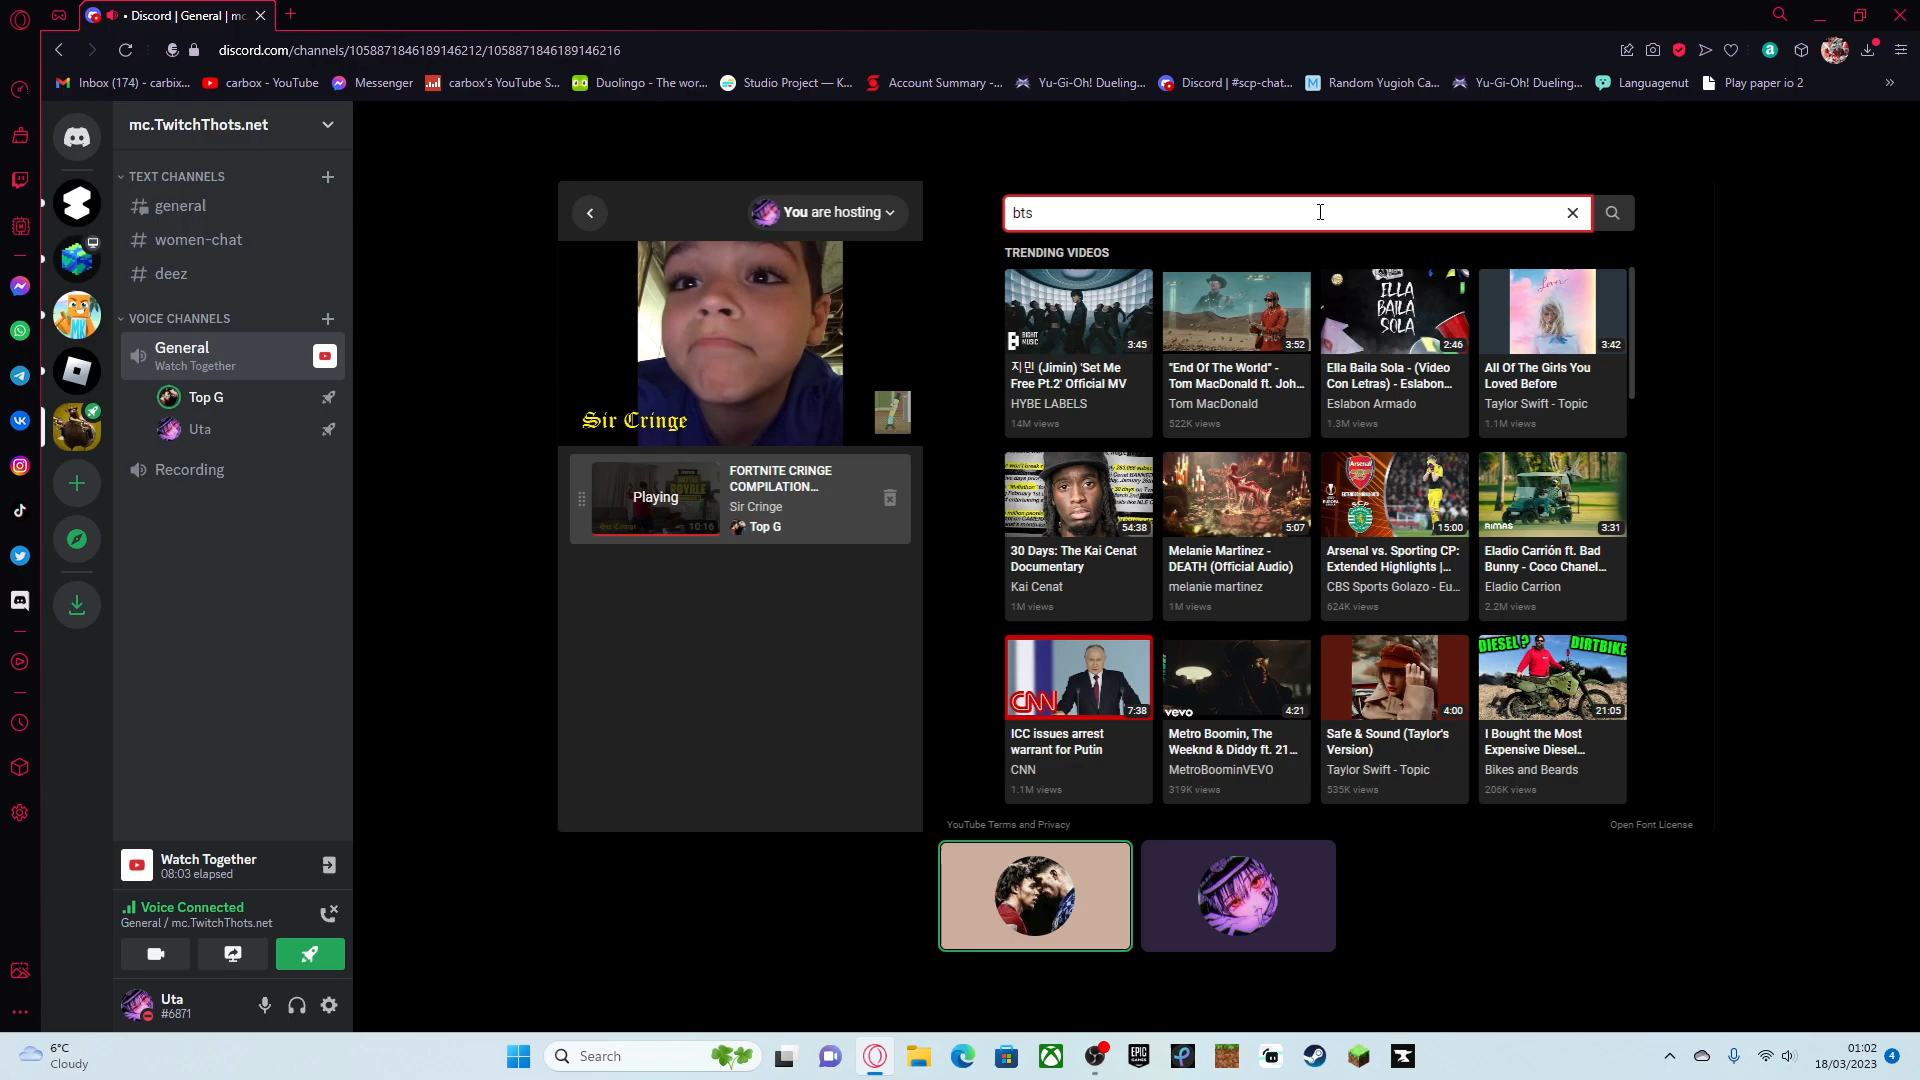 Discord | General | mc
discord.com/channels/1058871846189146212/1058871846189146216
Inbox (174) - carbix...
carbox - YouTube
Messenger
carbox's YouTube S...
Duolingo - The wor...
Studio Project — K...
Account Summary -...
Yu-Gi-Oh! Dueling...
Discord | #scp-chat...
Random Yugioh Ca...
Yu-Gi-Oh! Dueling...
Languagenut
Play paper io 2
mc.TwitchThots.net
TEXT CHANNELS
general
women-chat
deez
VOICE CHANNELS
General
Watch Together
Top G
Uta
Recording
Watch Together
08:03 elapsed
Voice Connected
General / mc.TwitchThots.net
Uta
#6871
You are hosting
Sir Cringe
Playing
10:16
FORTNITE CRINGE
COMPILATION...
Sir Cringe
Top G
bts
TRENDING VIDEOS
BIGHIT
MUSIC
3:45
지민 (Jimin) 'Set Me
Free Pt.2' Official MV
HYBE LABELS
14M views
3:52
"End Of The World" -
Tom MacDonald ft. Joh...
Tom MacDonald
522K views
ILLA
BAILA
SOLA
2:46
Ella Baila Sola - (Video
Con Letras) - Eslabon...
Eslabon Armado
1.3M views
3:42
All Of The Girls You
Loved Before
Taylor Swift - Topic
1.1M views
54:38
30 Days: The Kai Cenat
Documentary
Kai Cenat
1M views
5:07
Melanie Martinez -
DEATH (Official Audio)
melanie martinez
1M views
Arsenal
15:00
Arsenal vs. Sporting CP:
Extended Highlights |...
CBS Sports Golazo - Eu...
624K views
RIMAS
3:31
Eladio Carrión ft. Bad
Bunny - Coco Chanel...
Eladio Carrion
2.2M views
CNN
7:38
ICC issues arrest
warrant for Putin
CNN
1.1M views
vevo
4:21
Metro Boomin, The
Weeknd & Diddy ft. 21...
MetroBoominVEVO
319K views
4:00
Safe & Sound (Taylor's
Version)
Taylor Swift - Topic
535K views
DIESEL?
DIRTBIKE
21:05
I Bought the Most
Expensive Diesel...
Bikes and Beards
206K views
YouTube Terms and Privacy
Open Font License
6°C
Cloudy
Search
EPIC
GAMES
01:02
18/03/2023
4